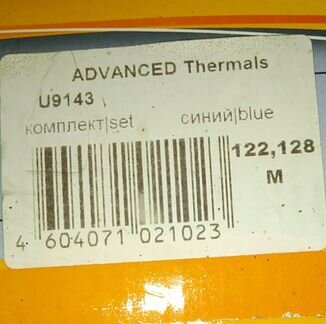 ADVANCED Thermals
U9143
комплект|set синий|blue
122,128
M
4 604071 021023